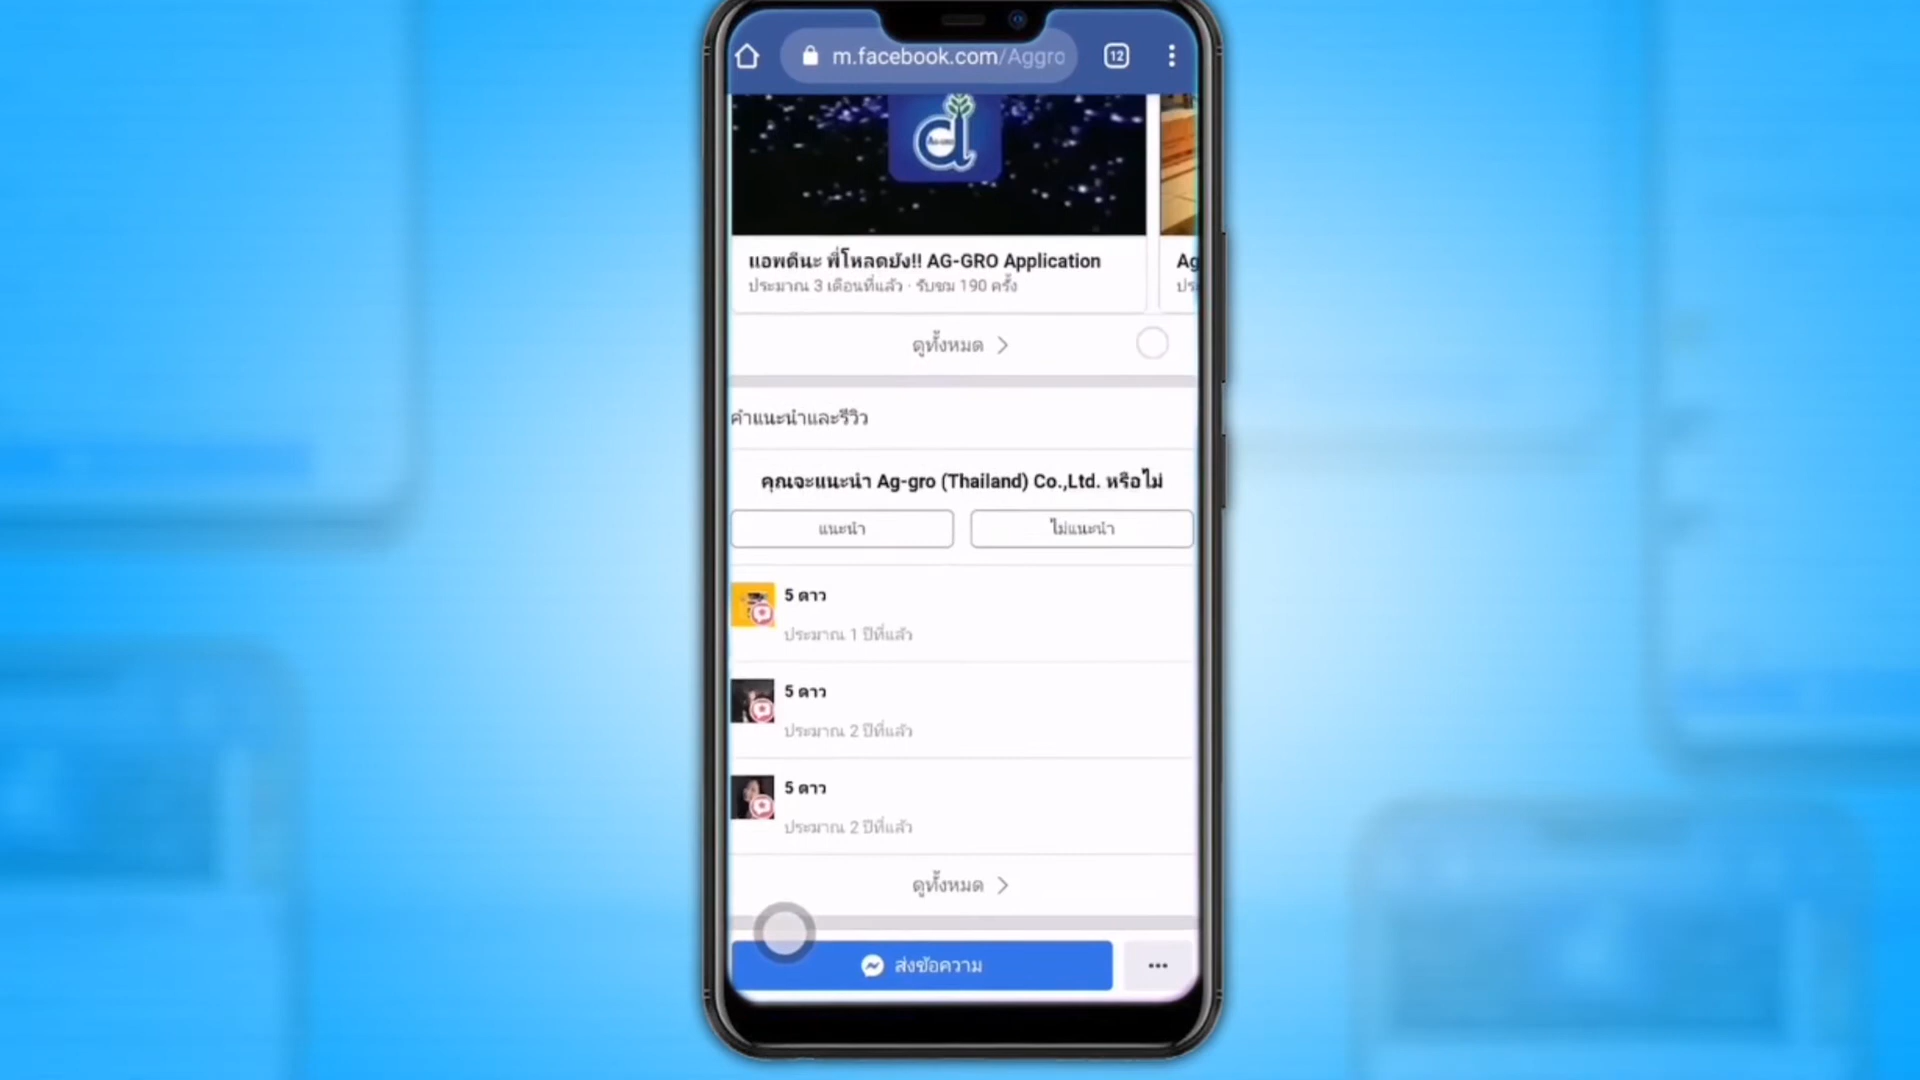 m.facebook.com/Aggro
12
แอพดีนะ พี่โหลดยัง!! AG-GRO Application
ประมาณ 3 เดือนที่แล้ว · รับชม 190 ครั้ง
Ag
ประ
ดูทั้งหมด
คำแนะนำและรีวิว
คุณจะแนะนำ Ag-gro (Thailand) Co.,Ltd. หรือไม่
แนะนำ
ไม่แนะนำ
5 ดาว
ประมาณ 1 ปีที่แล้ว
5 ดาว
ประมาณ 2 ปีที่แล้ว
5 ดาว
ประมาณ 2 ปีที่แล้ว
ดูทั้งหมด
ส่งข้อความ